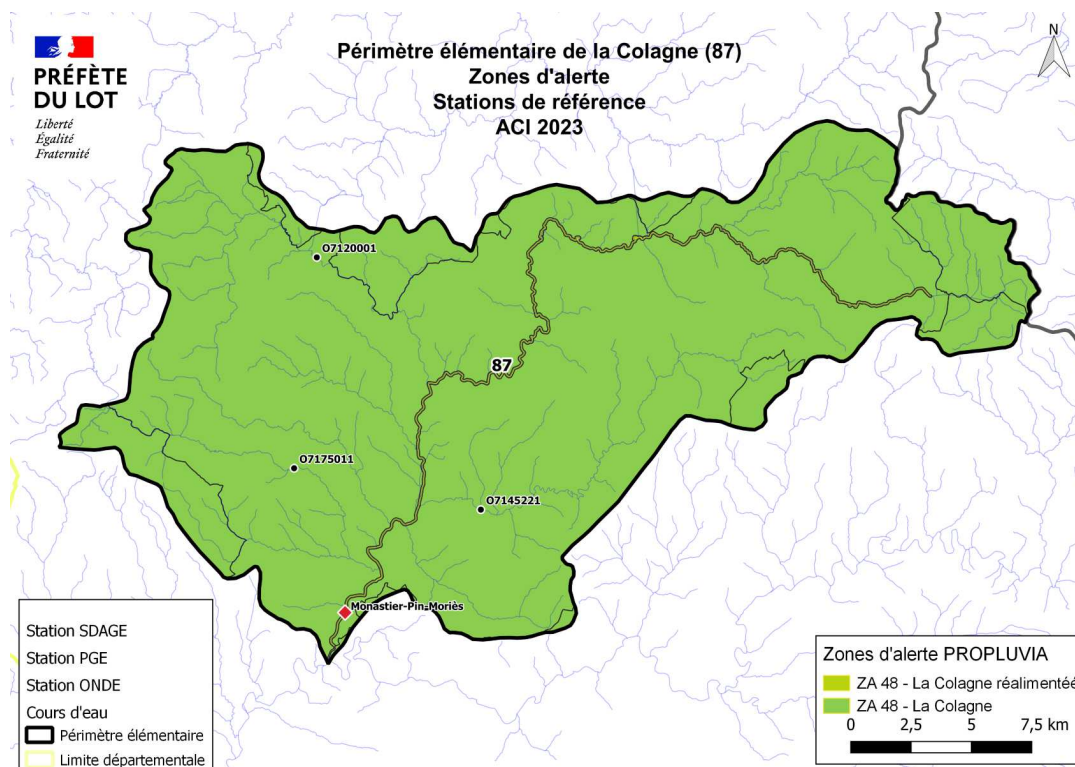 PRÉFÈTE
DU LOT
Liberté
Égalité
Fraternité
Périmètre élémentaire de la Colagne (87)
Zones d'alerte
Stations de référence
ACI 2023
N
O7120001
87
O7175011
O7145221
Monastier-Pin-Moriès
Station SDAGE
Station PGE
Station ONDE
Cours d'eau
Périmètre élémentaire
Limite départementale
Zones d'alerte PROPLUVIA
ZA 48 - La Colagne réalimentéé
ZA 48 - La Colagne
0 2,5 5 7,5 km